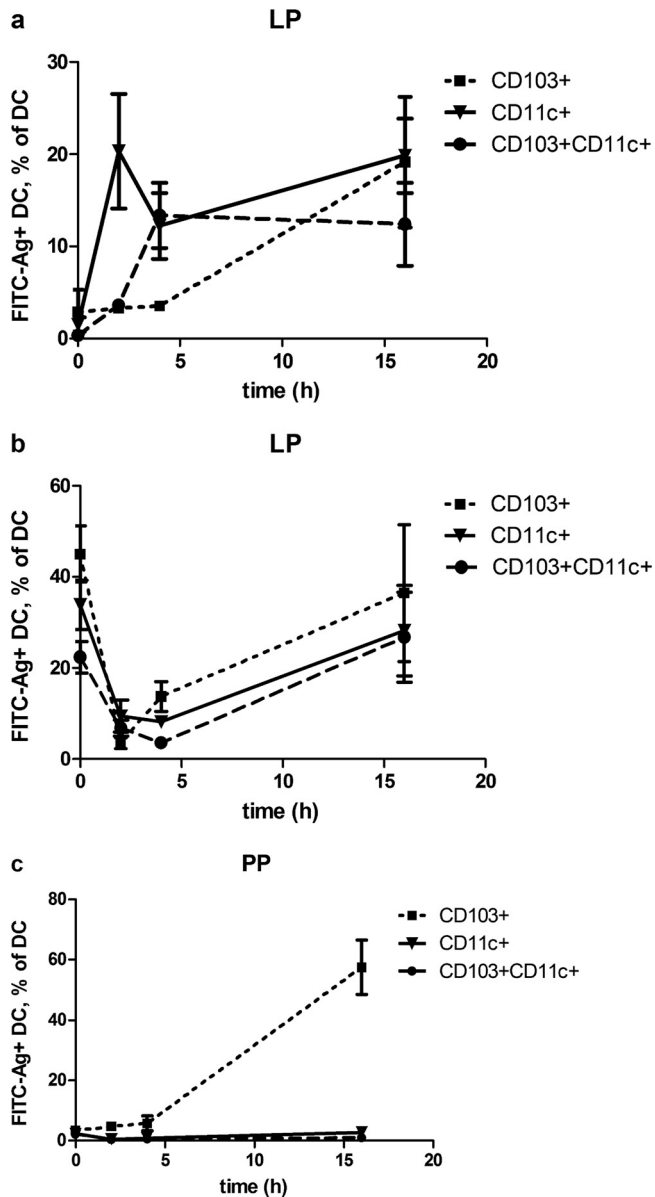 a
LP
FITC-Ag+ DC, % of DC
30
20
10
0
0 5 10 15 20
time (h)
CD103+
CD11c+
CD103+CD11c+
b
LP
FITC-Ag+ DC, % of DC
60
40
20
0
0 5 10 15 20
time (h)
CD103+
CD11c+
CD103+CD11c+
c
PP
FITC-Ag+ DC, % of DC
80
60
40
20
0
0 5 10 15 20
time (h)
CD103+
CD11c+
CD103+CD11c+